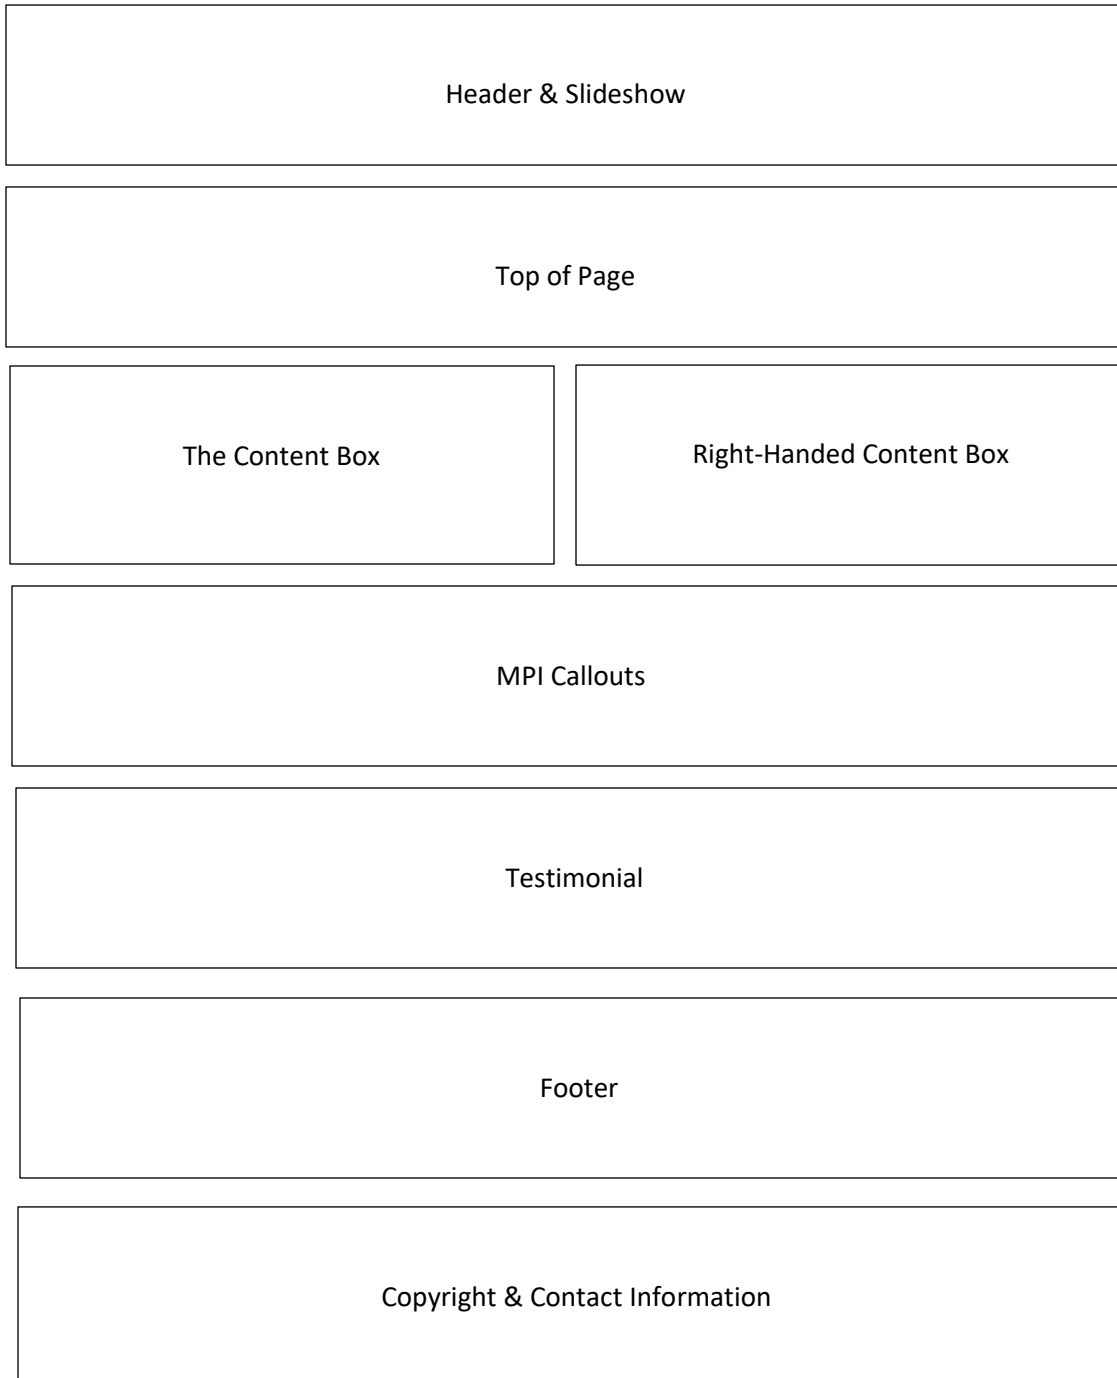 Header & Slideshow
Top of Page
The Content Box
Right-Handed Content Box
MPI Callouts
Testimonial
Footer
Copyright & Contact Information